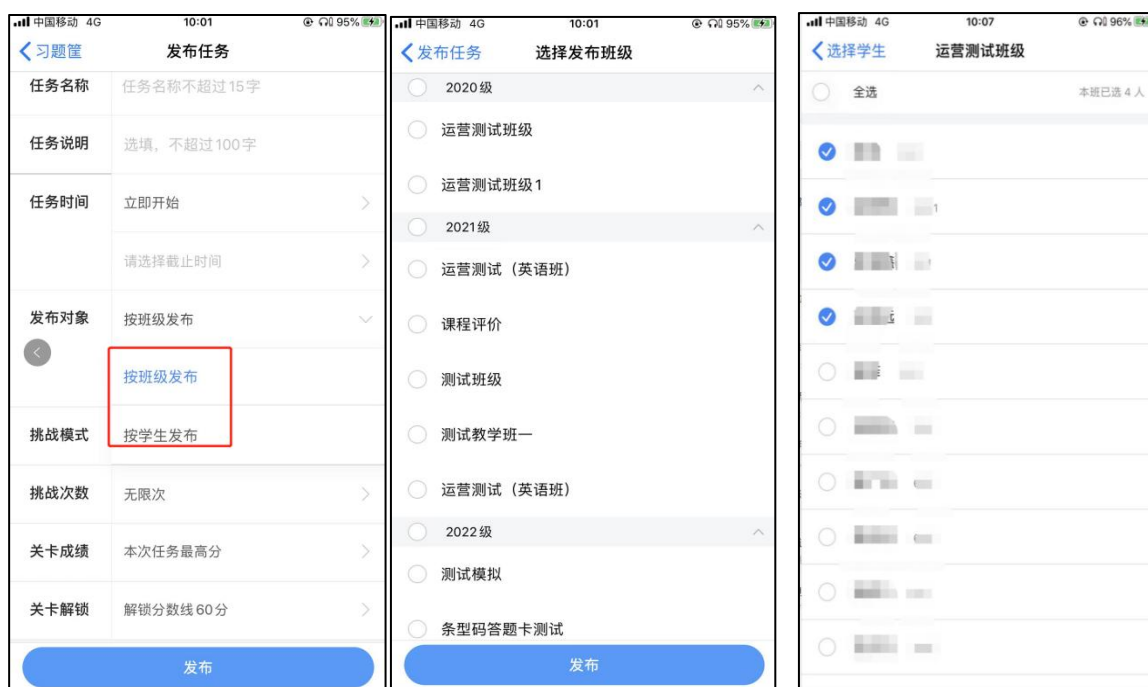 中国移动 4G 10:01 95%
习题筐 发布任务
任务名称 任务名称不超过15字
任务说明 选填，不超过100字
任务时间 立即开始
请选择截止时间
发布对象 按班级发布
按班级发布
按学生发布
挑战模式
挑战次数 无限次
关卡成绩 本次任务最高分
关卡解锁 解锁分数线60分
发布
中国移动 4G 10:01 95%
发布任务 选择发布班级
2020级
运营测试班级
运营测试班级1
2021级
运营测试（英语班）
课程评价
测试班级
测试教学班一
运营测试（英语班）
2022级
测试模拟
条型码答题卡测试
发布
中国移动 4G 10:07 96%
选择学生 运营测试班级
全选 本班已选4人